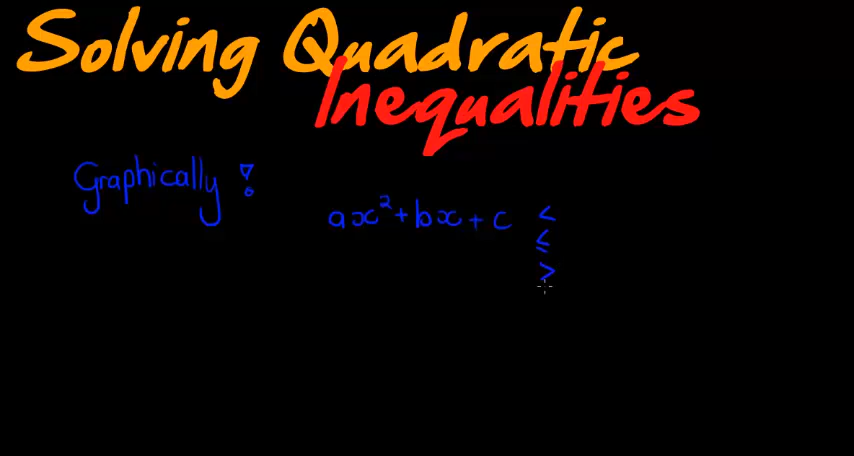 Solving Quadratic
Inequalities
Graphically !
ax² + bx + c <
≤
>